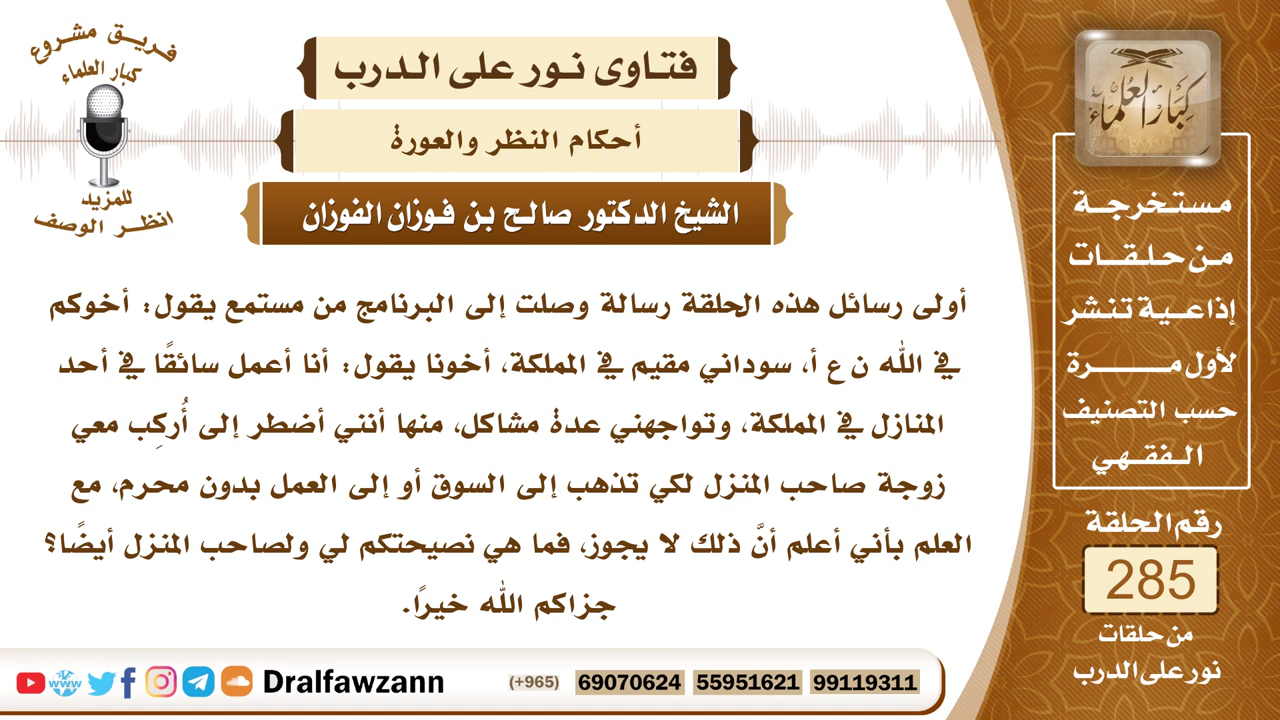 فريق مشروع
كبار العلماء
للمزيد
انظر الوصف
فتاوى نور على الدرب
أحكام النظر والعورة
الشيخ الدكتور صالح بن فوزان الفوزان
أولى رسائل هذه الحلقة رسالة وصلت إلى البرنامج من مستمع يقول: أخوكم
في الله ن ع أ، سوداني مقيم في المملكة، أخونا يقول: أنا أعمل سائقًا في أحد
المنازل في المملكة، وتواجهني عدة مشاكل، منها أنني أضطر إلى أُركِب معي
زوجة صاحب المنزل لكي تذهب إلى السوق أو إلى العمل بدون محرم، مع
العلم بأني أعلم أنَّ ذلك لا يجوز، فما هي نصيحتكم لي ولصاحب المنزل أيضًا؟
جزاكم الله خيرًا.
كبار العلماء
مستخرجة
من حلقات
إذاعية تنشر
لأول مرة
حسب التصنيف
الفقهي
رقم الحلقة
285
من حلقات
نور على الدرب
www
Dralfawzann
(+965) 69070624 55951621 99119311